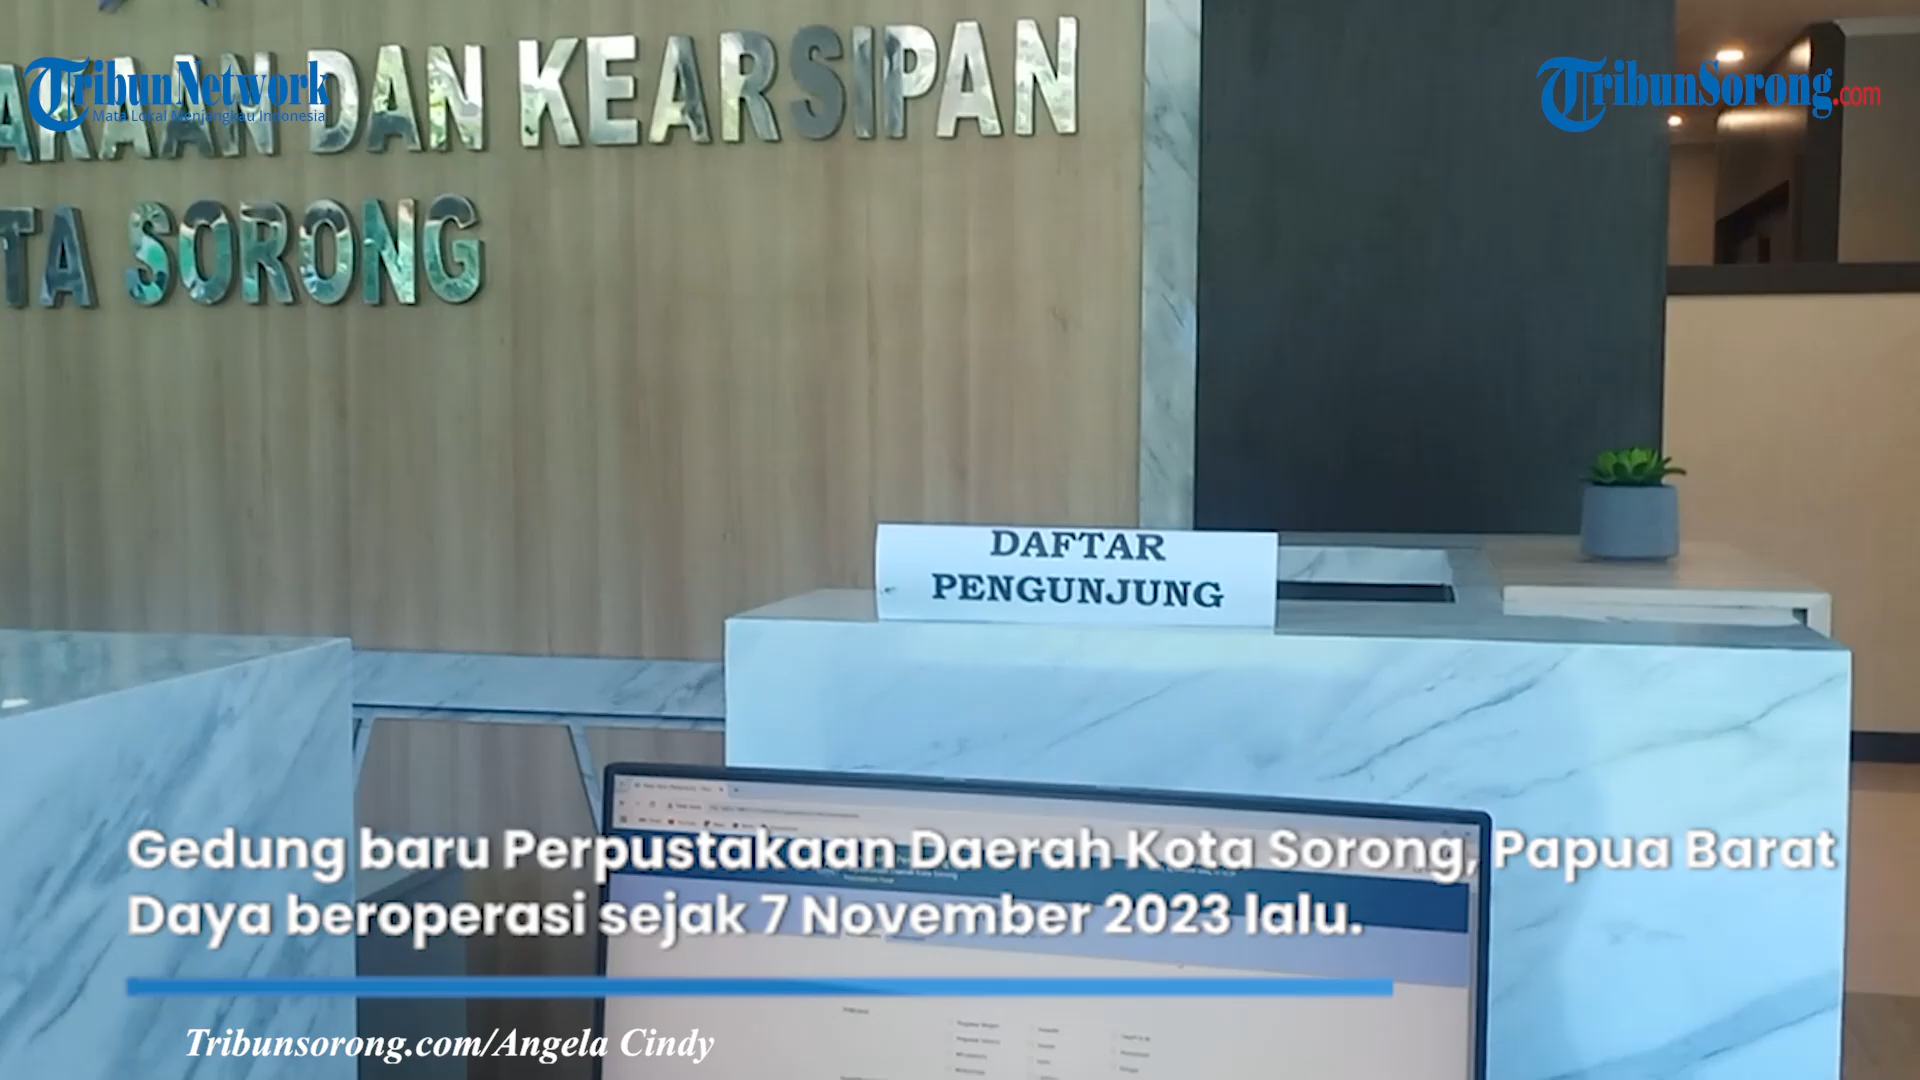 TribunNetwork
Mata Lokal Menjangkau Indonesia
TribunSorong.com
AKAAN DAN KEARSIPAN
TA SORONG
DAFTAR
PENGUNJUNG
Gedung baru Perpustakaan Daerah Kota Sorong, Papua Barat
Daya beroperasi sejak 7 November 2023 lalu.
Tribunsorong.com/Angela Cindy